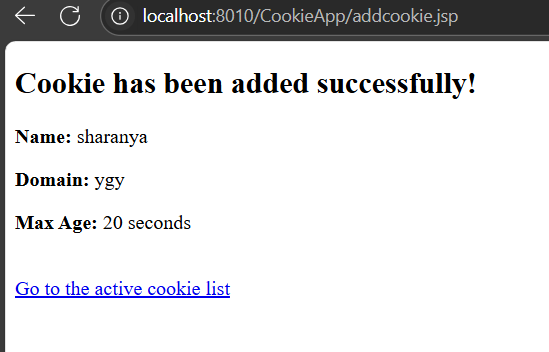 localhost:8010/CookieApp/addcookie.jsp
Cookie has been added successfully!
Name: sharanya
Domain: ygy
Max Age: 20 seconds
Go to the active cookie list